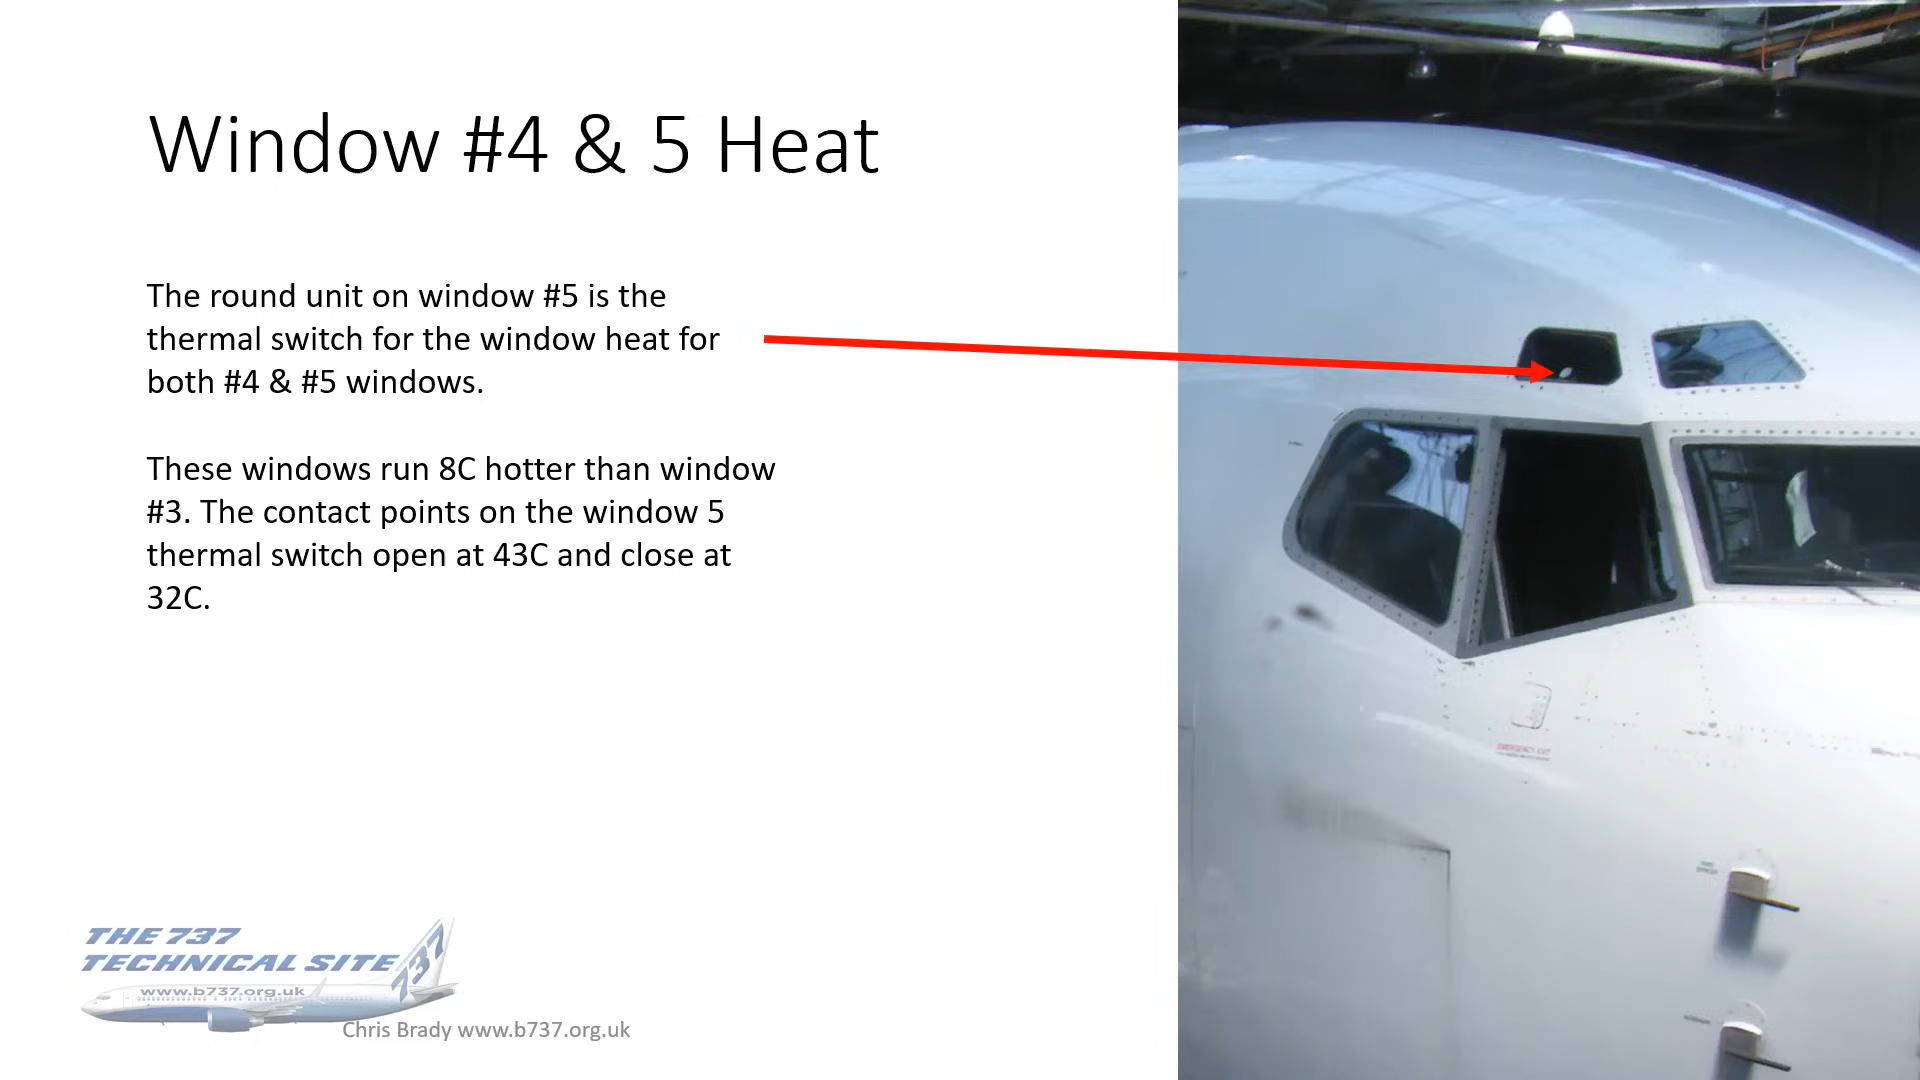 Window #4 & 5 Heat
The round unit on window #5 is the
thermal switch for the window heat for
both #4 & #5 windows.
These windows run 8C hotter than window
#3. The contact points on the window 5
thermal switch open at 43C and close at
32C.
EMERGENCY EXIT
THE 737
TECHNICAL SITE
737
www.b737.org.uk
Chris Brady www.b737.org.uk